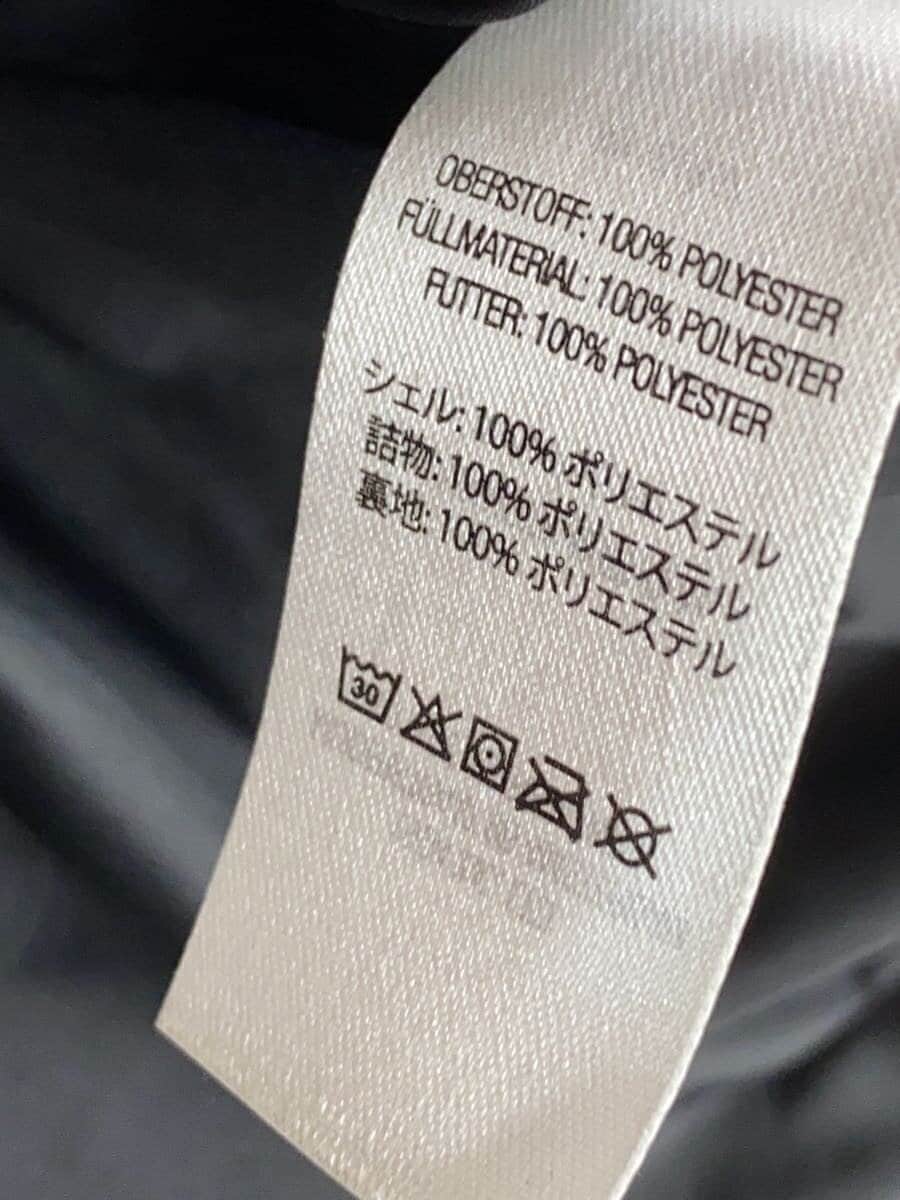 OBERSTOFF: 100% POLYESTER
FÜLLMATERIAL: 100% POLYESTER
FUTTER: 100% POLYESTER
シェル: 100% ポリエステル
詰物: 100% ポリエステル
裏地: 100% ポリエステル
30